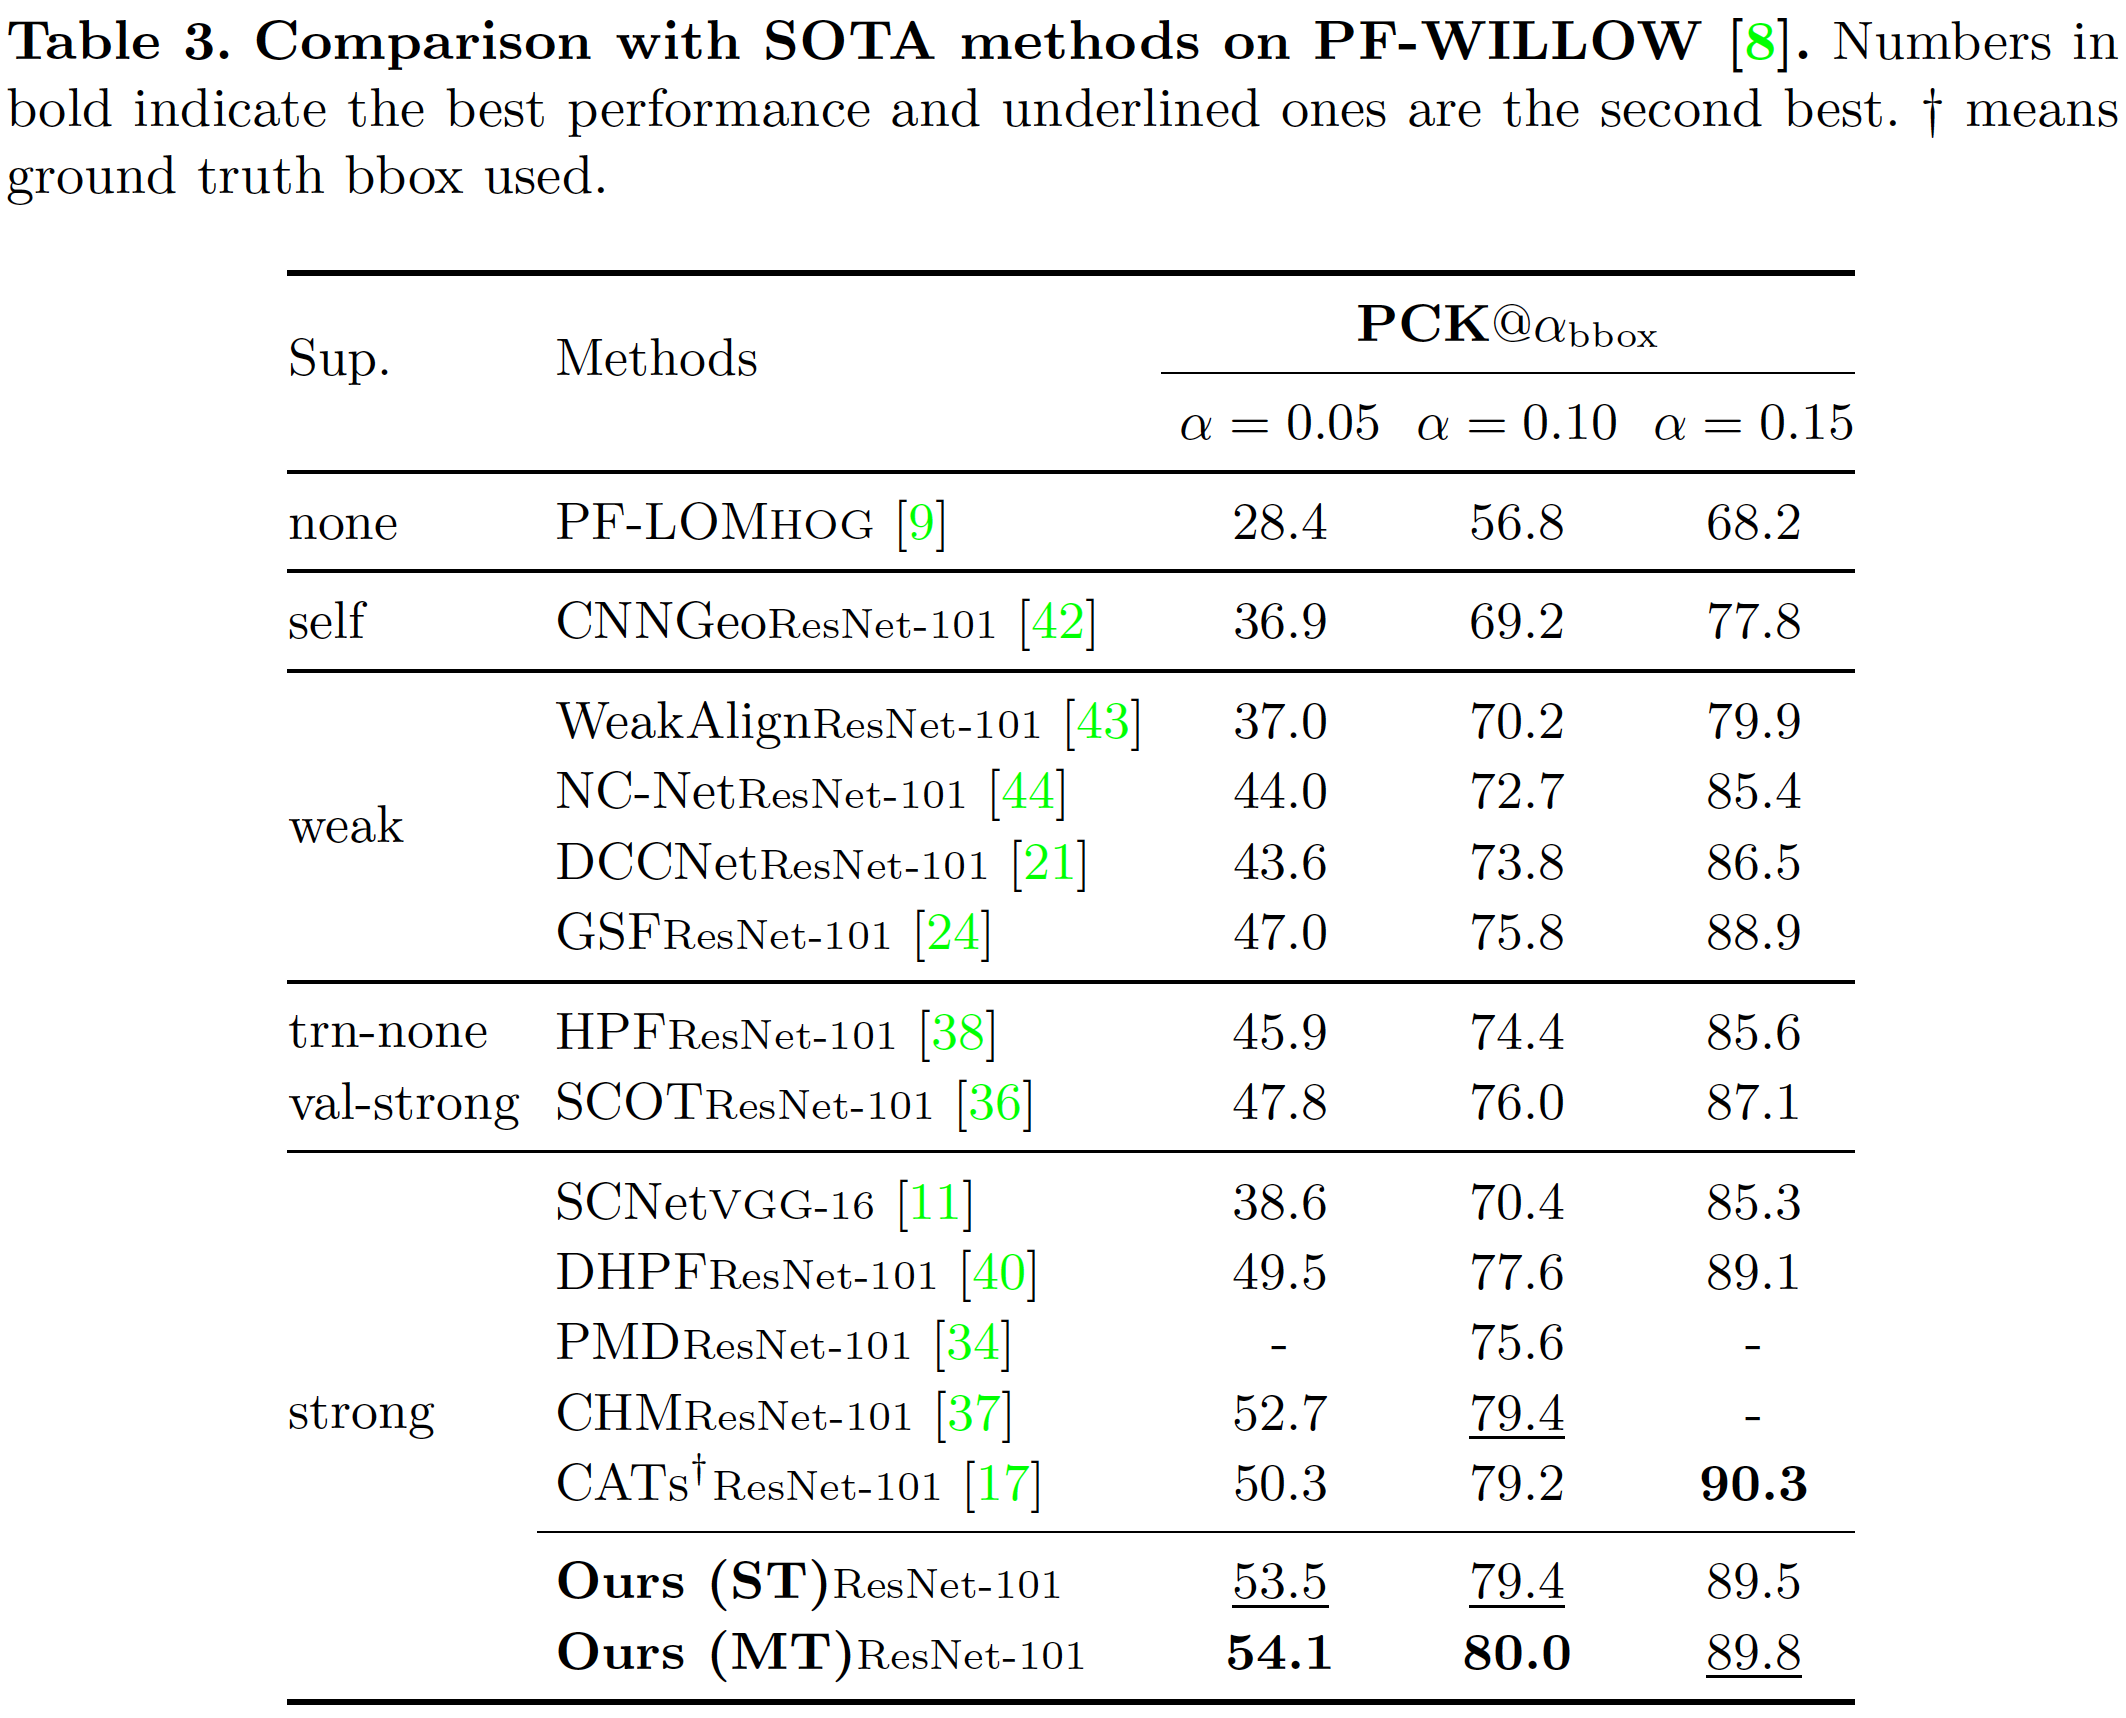 Table 3. Comparison with SOTA methods on PF-WILLOW [8]. Numbers in
bold indicate the best performance and underlined ones are the second best. † means
ground truth bbox used.
Sup. Methods PCK@αbbox
α = 0.05 α = 0.10 α = 0.15
none PF-LOMHOG [9] 28.4 56.8 68.2
self CNNGeoResNet-101 [42] 36.9 69.2 77.8
weak
WeakAlignResNet-101 [43] 37.0 70.2 79.9
NC-NetResNet-101 [44] 44.0 72.7 85.4
DCCNetResNet-101 [21] 43.6 73.8 86.5
GSFResNet-101 [24] 47.0 75.8 88.9
trn-none HPFResNet-101 [38] 45.9 74.4 85.6
val-strong SCOTResNet-101 [36] 47.8 76.0 87.1
SCNetVGG-16 [11] 38.6 70.4 85.3
DHPFResNet-101 [40] 49.5 77.6 89.1
PMDResNet-101 [34] - 75.6 -
strong CHMResNet-101 [37] 52.7 79.4 -
CATs†ResNet-101 [17] 50.3 79.2 90.3
Ours (ST)ResNet-101 53.5 79.4 89.5
Ours (MT)ResNet-101 54.1 80.0 89.8